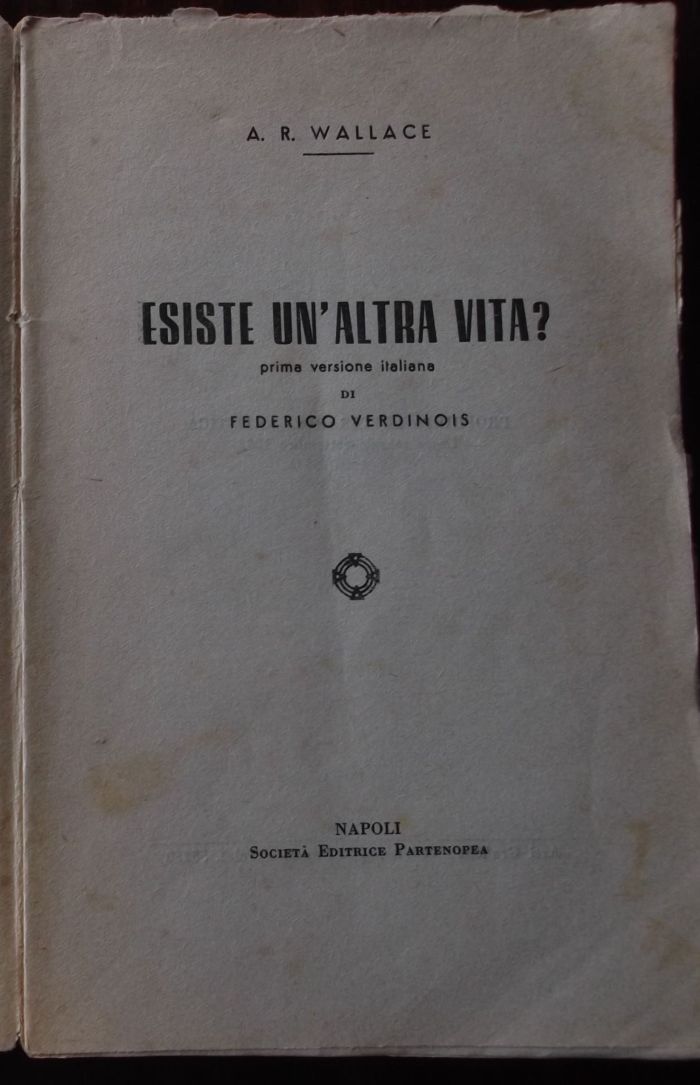 A. R. WALLACE
ESISTE UN'ALTRA VITA?
prima versione italiana
DI
FEDERICO VERDINOIS
NAPOLI
SOCIETÀ EDITRICE PARTENOPEA